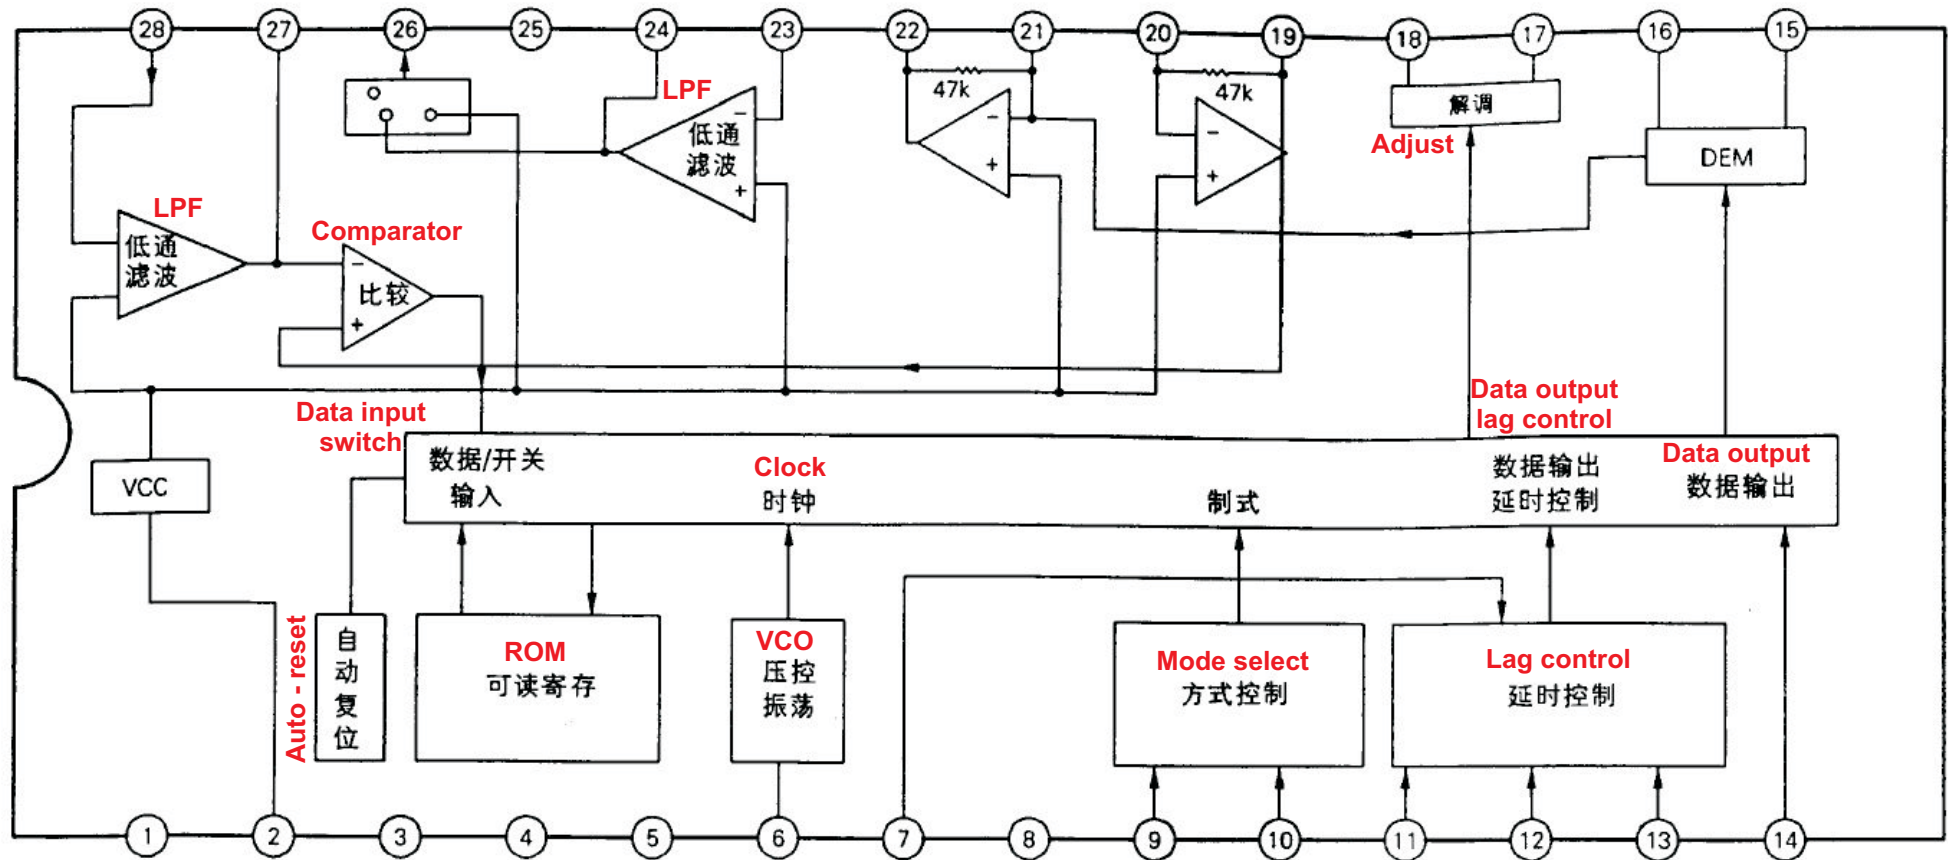 28 27 26 25 24 23 22 21 20 19 18 17 16 15
LPF
47k
47k
解调
Adjust
低通
滤波
DEM
LPF
低通
滤波
Comparator
比较
Data input
switch
Data output
lag control
Data output
VCC
数据/开关
输入
Clock
时钟
制式
数据输出
延时控制
数据输出
Auto - reset
自
动
复
位
ROM
可读寄存
VCO
压控
振荡
Mode select
方式控制
Lag control
延时控制
1 2 3 4 5 6 7 8 9 10 11 12 13 14